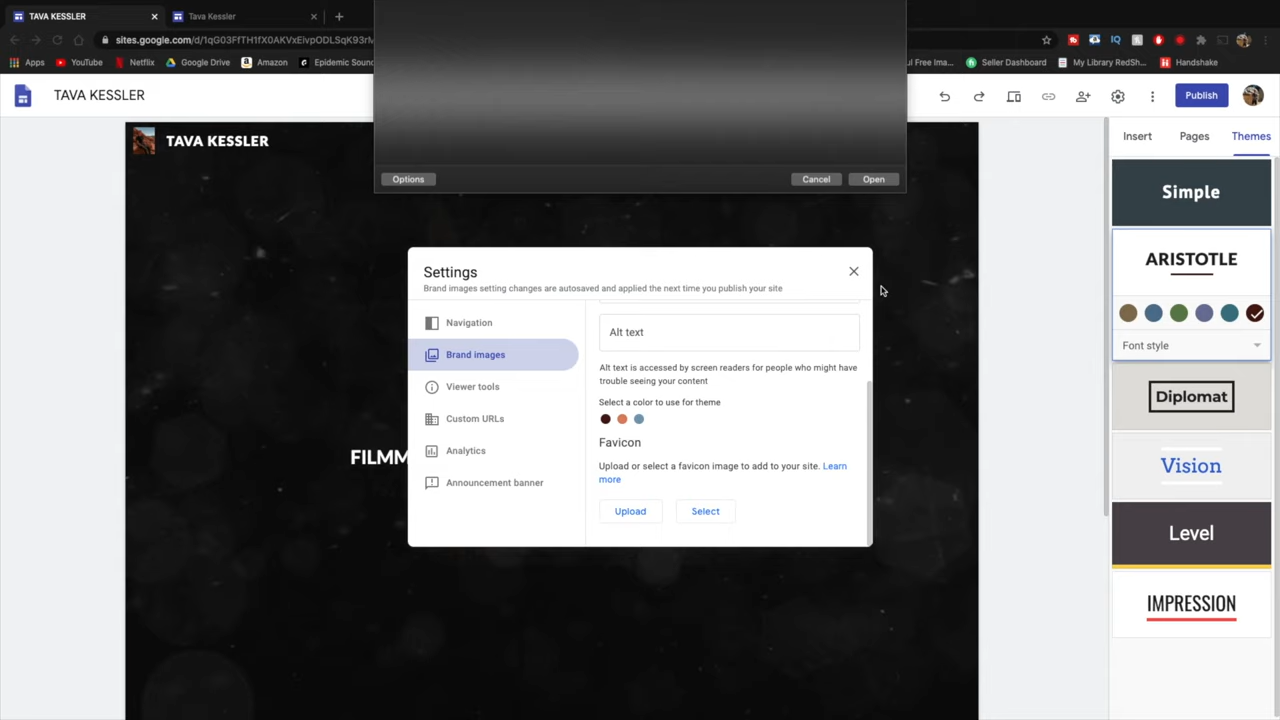 TAVA KESSLER
Tava Kessler
sites.google.com/d/1qG03FfTH1fX0AKVxEivpODLSqK93rM
Apps
YouTube
Netflix
Google Drive
Amazon
Epidemic Soun
ul Free Ima...
Seller Dashboard
My Library RedSh...
Handshake
TAVA KESSLER
Publish
TAVA KESSLER
Options
Cancel
Open
FILMM
Settings
Brand images setting changes are autosaved and applied the next time you publish your site
Navigation
Brand images
Viewer tools
Custom URLs
Analytics
Announcement banner
Alt text
Alt text is accessed by screen readers for people who might have
trouble seeing your content
Select a color to use for theme
Favicon
Upload or select a favicon image to add to your site. Learn
more
Upload
Select
Insert
Pages
Themes
Simple
ARISTOTLE
Font style
Diplomat
Vision
Level
IMPRESSION